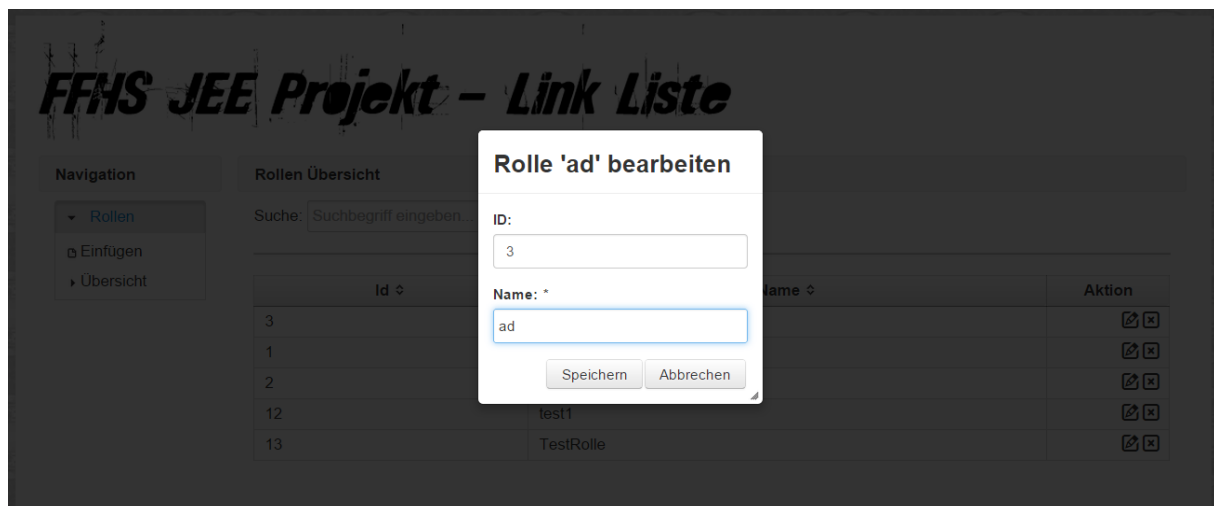 FFHS JEE Projekt - Link Liste
Navigation
Rollen
Einfügen
Übersicht
Rollen Übersicht
Suche: Suchbegriff eingeben...
Id Name Aktion
3
1
2
12 test1
13 TestRolle
Rolle 'ad' bearbeiten
ID:
3
Name: *
ad
Speichern Abbrechen